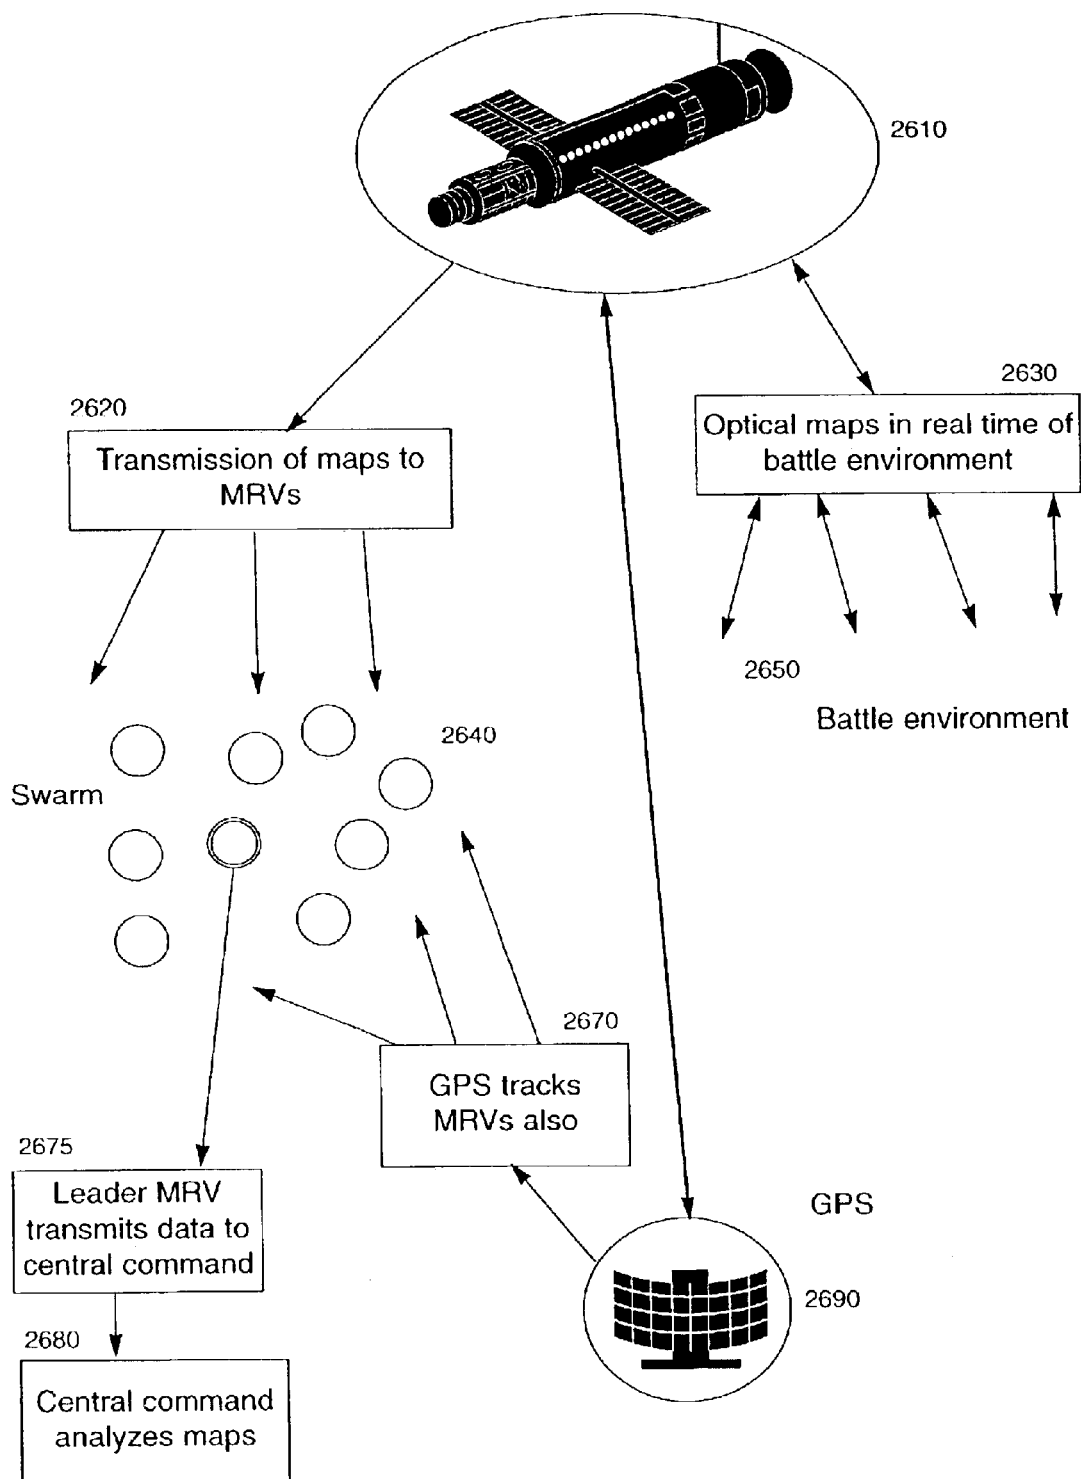 2610
2630
2620
Optical maps in real time of
battle environment
Transmission of maps to
MRVs
2650
Battle environment
2640
Swarm
2670
GPS tracks
MRVs also
2675
Leader MRV
transmits data to
central command
GPS
2690
2680
Central command
analyzes maps